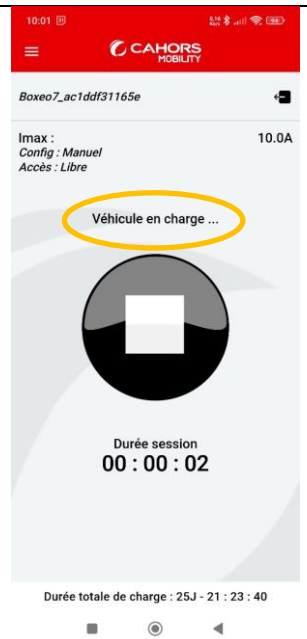 10:01
CAHORS
MOBILITY
Boxeo7_ac1ddf31165e
Imax : 10.0A
Config : Manuel
Accès : Libre
Véhicule en charge ...
Durée session
00 : 00 : 02
Durée totale de charge : 25J - 21 : 23 : 40